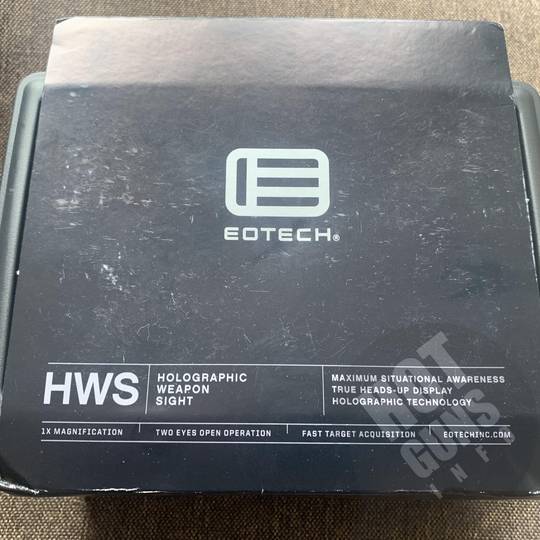 EOTECH®
HWS
HOLOGRAPHIC
WEAPON
SIGHT
MAXIMUM SITUATIONAL AWARENESS
TRUE HEADS-UP DISPLAY
HOLOGRAPHIC TECHNOLOGY
1X MAGNIFICATION
TWO EYES OPEN OPERATION
FAST TARGET ACQUISITION
EOTECHINC.COM
GUNS